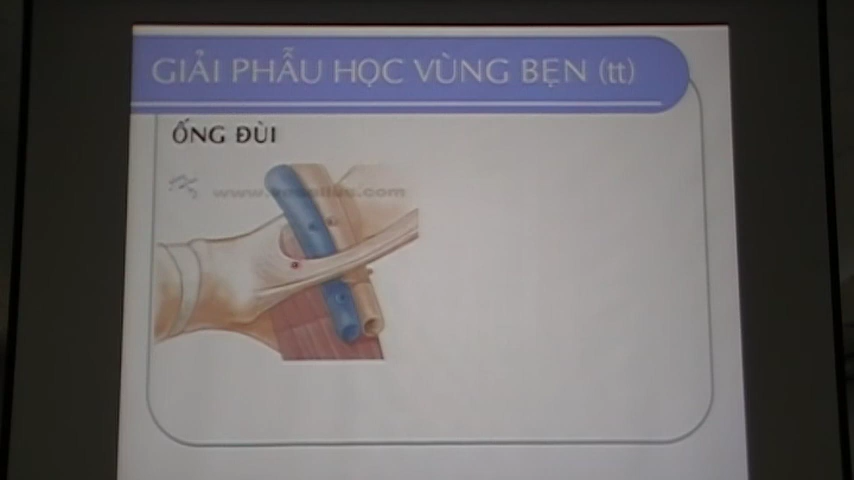 GIẢI PHẪU HỌC VÙNG BẸN (tt)
ỐNG ĐÙI